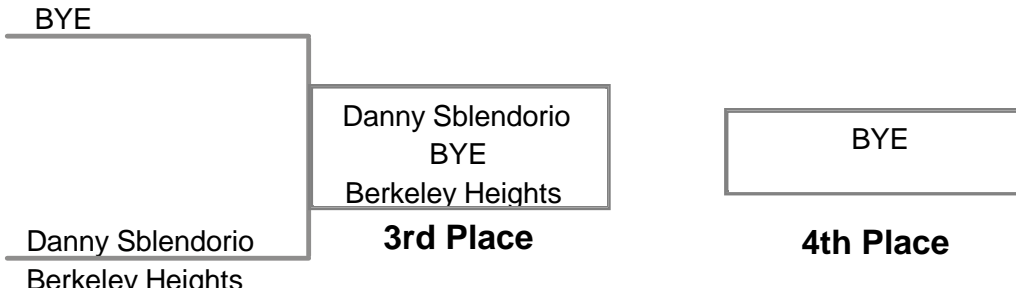 BYE
Danny Sblendorio
BYE
Berkeley Heights
3rd Place
BYE
4th Place
Danny Sblendorio
Berkeley Heights